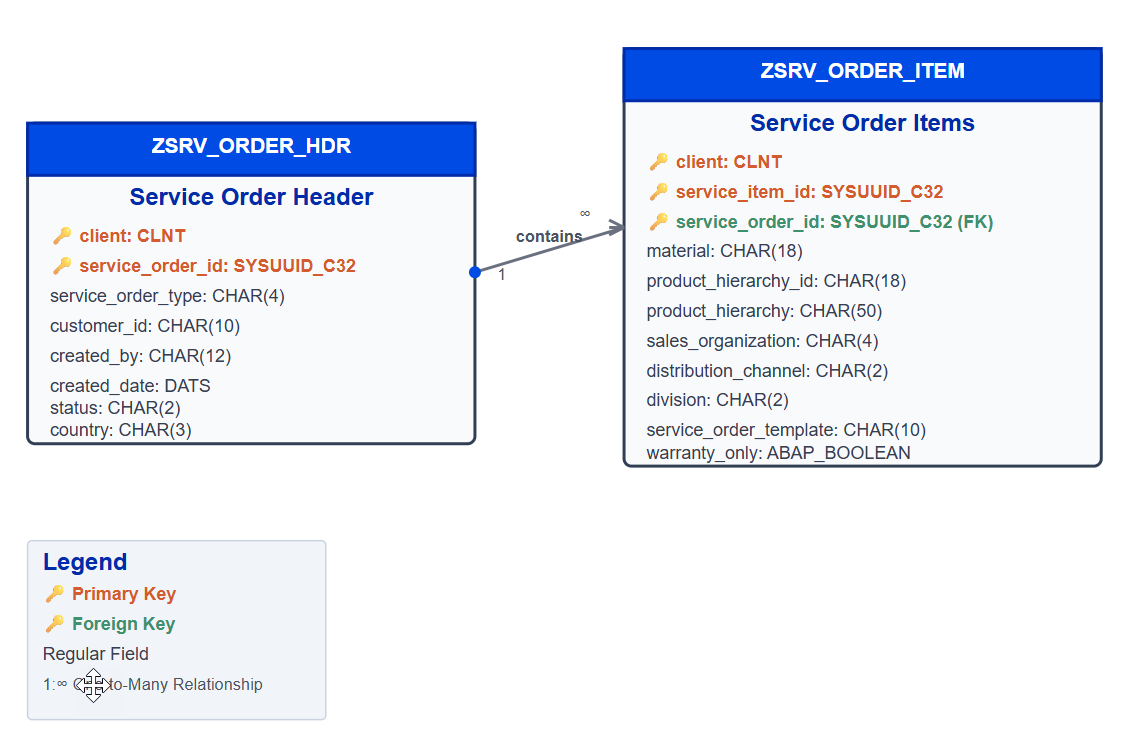 ZSRV_ORDER_HDR
Service Order Header
client: CLNT
service_order_id: SYSUUID_C32
service_order_type: CHAR(4)
customer_id: CHAR(10)
created_by: CHAR(12)
created_date: DATS
status: CHAR(2)
country: CHAR(3)
contains
∞
1
ZSRV_ORDER_ITEM
Service Order Items
client: CLNT
service_item_id: SYSUUID_C32
service_order_id: SYSUUID_C32 (FK)
material: CHAR(18)
product_hierarchy_id: CHAR(18)
product_hierarchy: CHAR(50)
sales_organization: CHAR(4)
distribution_channel: CHAR(2)
division: CHAR(2)
service_order_template: CHAR(10)
warranty_only: ABAP_BOOLEAN
Legend
Primary Key
Foreign Key
Regular Field
1:∞ to-Many Relationship